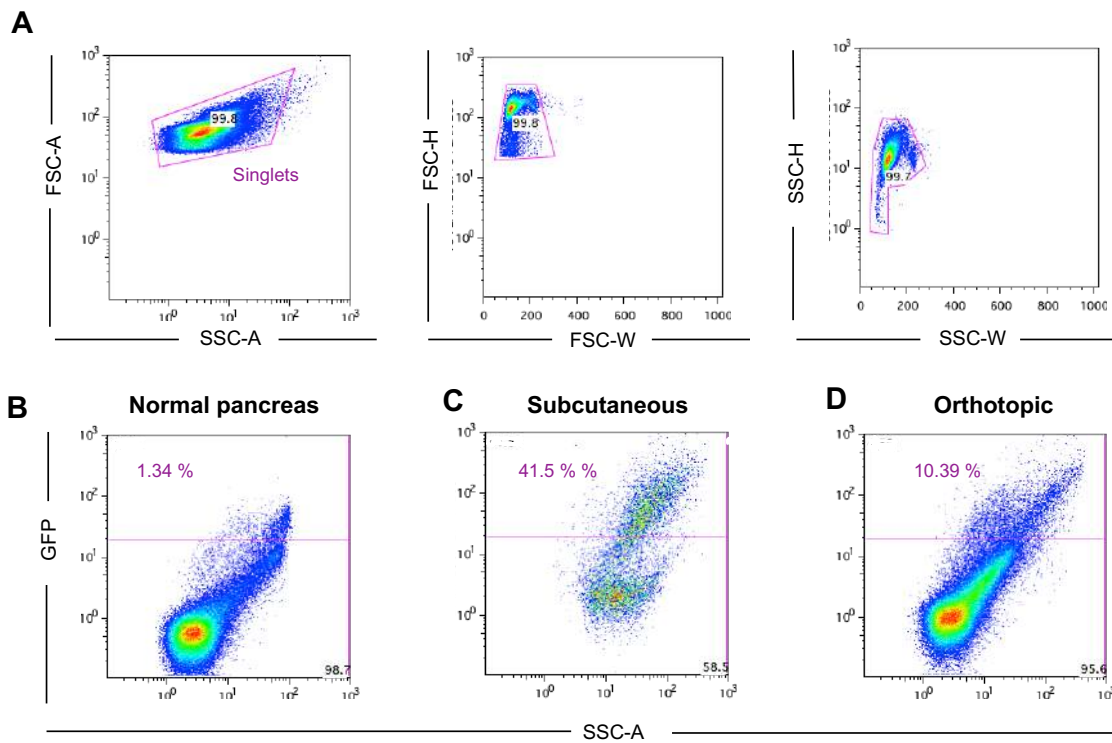 A
10³
10²
10¹
10⁰
FSC-A
99.8
Singlets
10⁰ 10¹ 10² 10³
SSC-A
10³
10²
10¹
10⁰
FSC-H
99.8
0 200 400 600 800 1000
FSC-W
10³
10²
10¹
10⁰
SSC-H
99.7
0 200 400 600 800 1000
SSC-W
B Normal pancreas
10³
10²
10¹
10⁰
GFP
1.34 %
98.7
10⁰ 10¹ 10² 10³
C Subcutaneous
10³
10²
10¹
10⁰
41.5 % %
58.5
10⁰ 10¹ 10² 10³
D Orthotopic
10³
10²
10¹
10⁰
10.39 %
95.6
10⁰ 10¹ 10² 10³
SSC-A